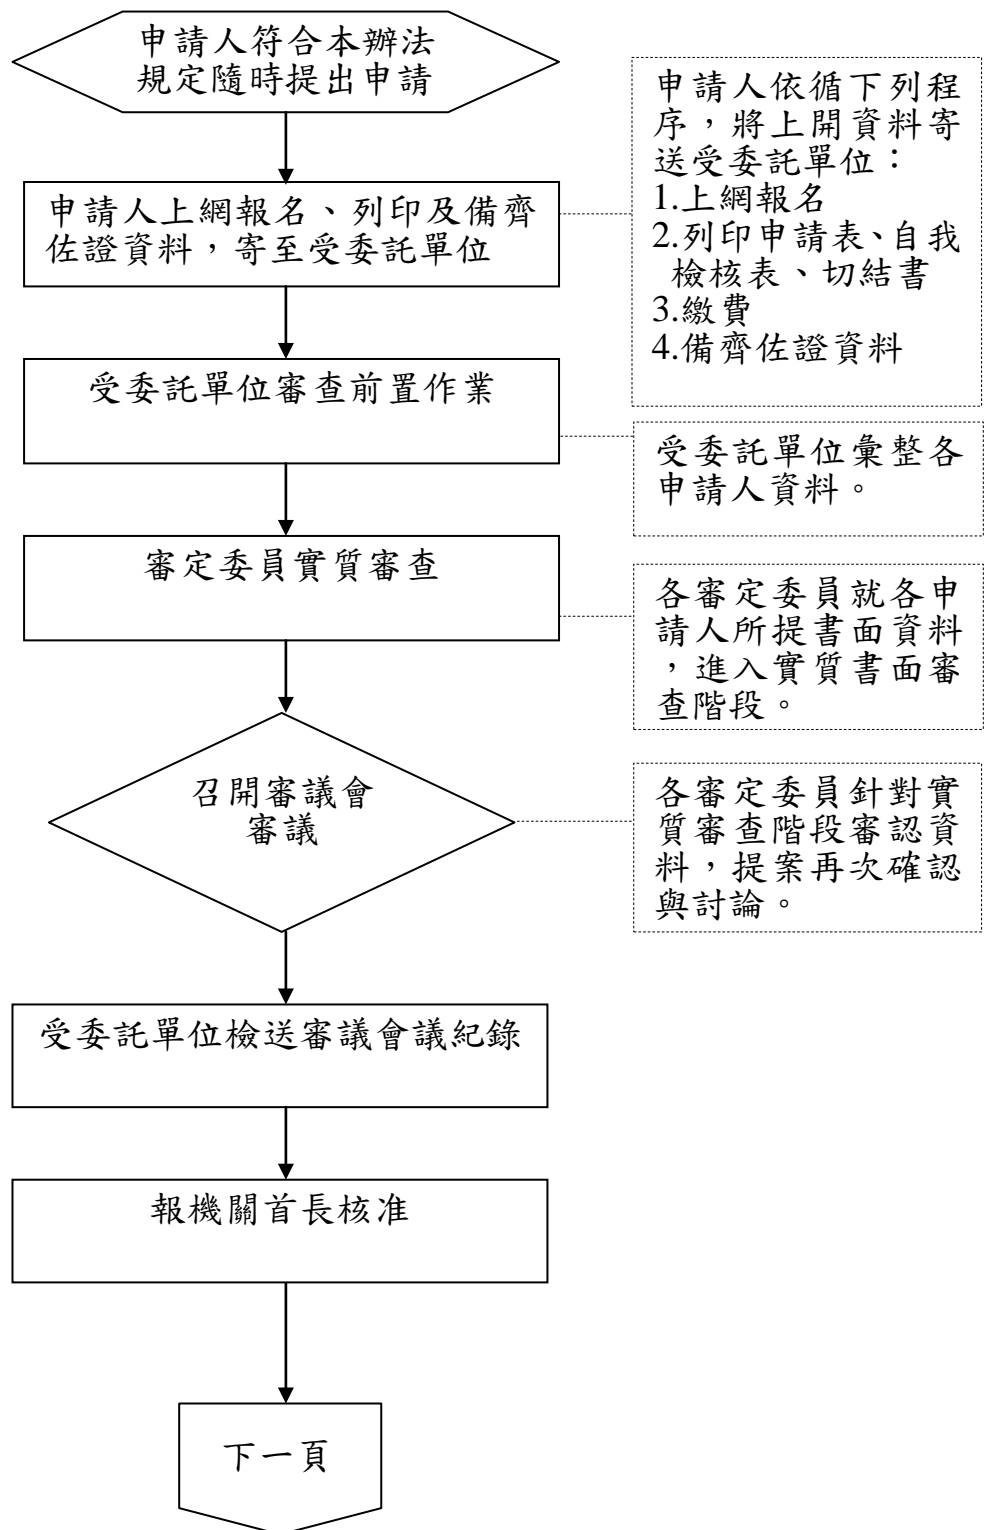 申請人符合本辦法
規定隨時提出申請
申請人上網報名、列印及備齊
佐證資料，寄至受委託單位
申請人依循下列程
序，將上開資料寄
送受委託單位：
1.上網報名
2.列印申請表、自我
檢核表、切結書
3.繳費
4.備齊佐證資料
受委託單位審查前置作業
受委託單位彙整各
申請人資料。
審定委員實質審查
各審定委員就各申
請人所提書面資料
，進入實質書面審
查階段。
召開審議會
審議
各審定委員針對實
質審查階段審認資
料，提案再次確認
與討論。
受委託單位檢送審議會議紀錄
報機關首長核准
下一頁